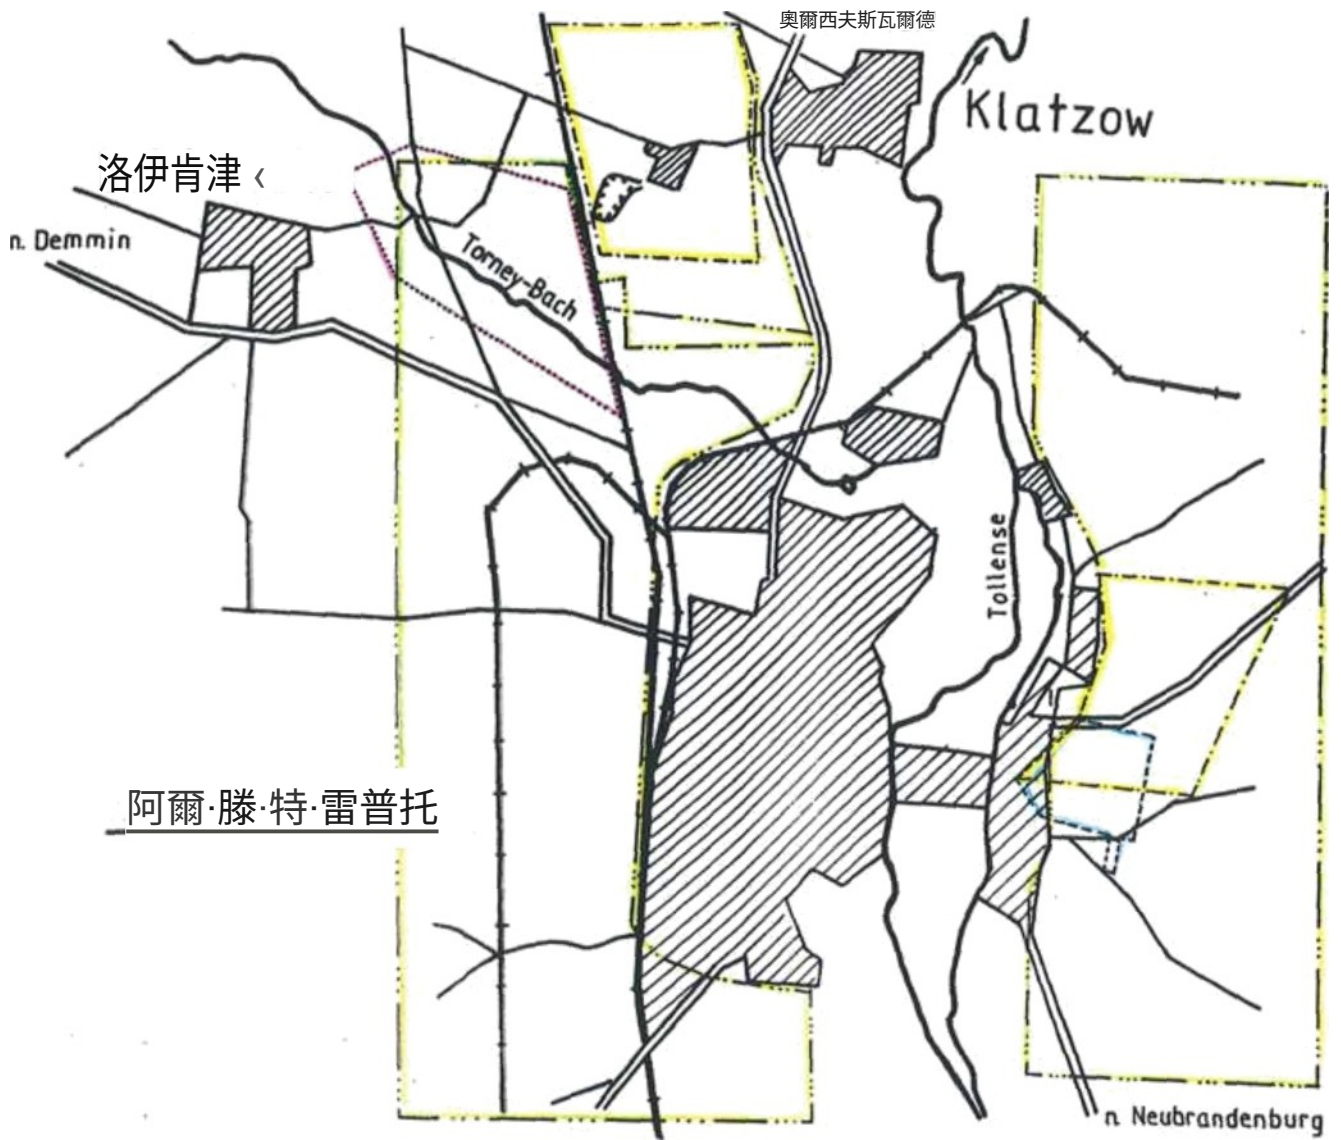 奧爾西夫斯瓦爾德
Klatzow
洛伊肯津 ‹
n. Demmin
Torney-Bach
Tollense
阿爾·滕·特·雷普托
n. Neubrandenburg